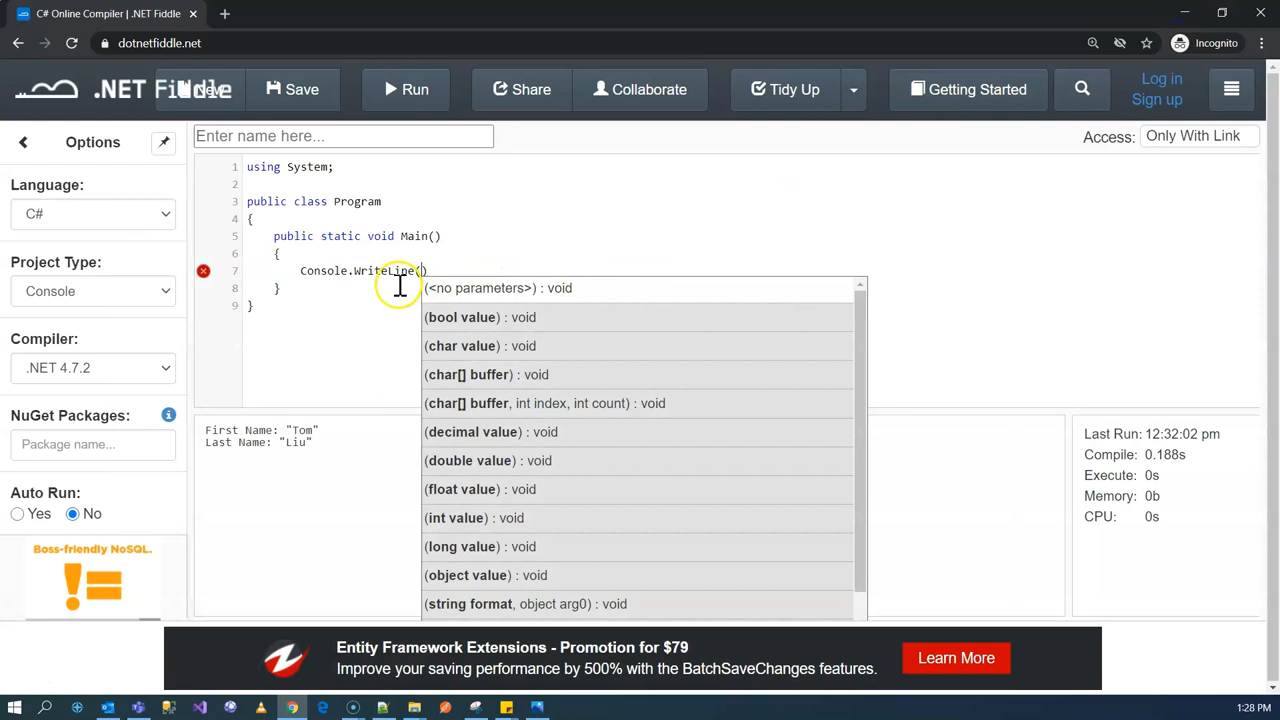 C# Online Compiler | .NET Fiddle
dotnetfiddle.net
Incognito
.NET Fiddle
New
Save
Run
Share
Collaborate
Tidy Up
Getting Started
Log in
Sign up
Options
Enter name here...
Access: Only With Link
Language:
C#
Project Type:
Console
Compiler:
.NET 4.7.2
NuGet Packages:
Package name...
Auto Run:
Yes No
Boss-friendly NoSQL.
!=
1 using System;
2
3 public class Program
4 {
5 public static void Main()
6 {
7 Console.WriteLine()
8 }
9 }
(<no parameters>) : void
(bool value) : void
(char value) : void
(char[] buffer) : void
(char[] buffer, int index, int count) : void
(decimal value) : void
(double value) : void
(float value) : void
(int value) : void
(long value) : void
(object value) : void
(string format, object arg0) : void
First Name: "Tom"
Last Name: "Liu"
Last Run: 12:32:02 pm
Compile: 0.188s
Execute: 0s
Memory: 0b
CPU: 0s
Entity Framework Extensions - Promotion for $79
Improve your saving performance by 500% with the BatchSaveChanges features.
Learn More
1:28 PM